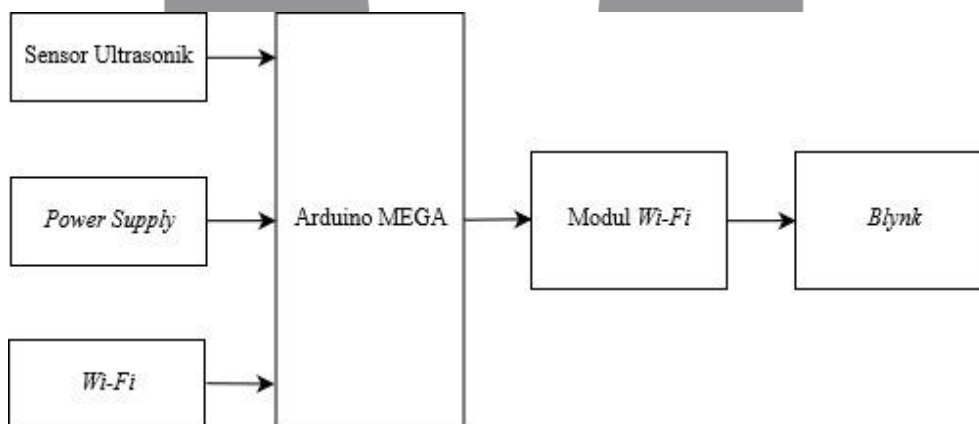 Sensor Ultrasonik
Power Supply
Wi-Fi
Arduino MEGA
Modul Wi-Fi
Blynk